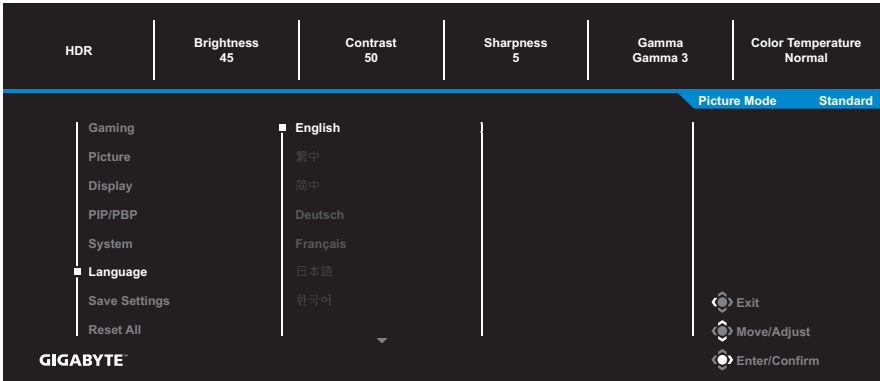 HDR
Brightness
45
Contrast
50
Sharpness
5
Gamma
Gamma 3
Color Temperature
Normal
Picture Mode Standard
Gaming
Picture
Display
PIP/PBP
System
Language
Save Settings
Reset All
English
繁中
简中
Deutsch
Français
日本語
한국어
Exit
Move/Adjust
Enter/Confirm
GIGABYTE™